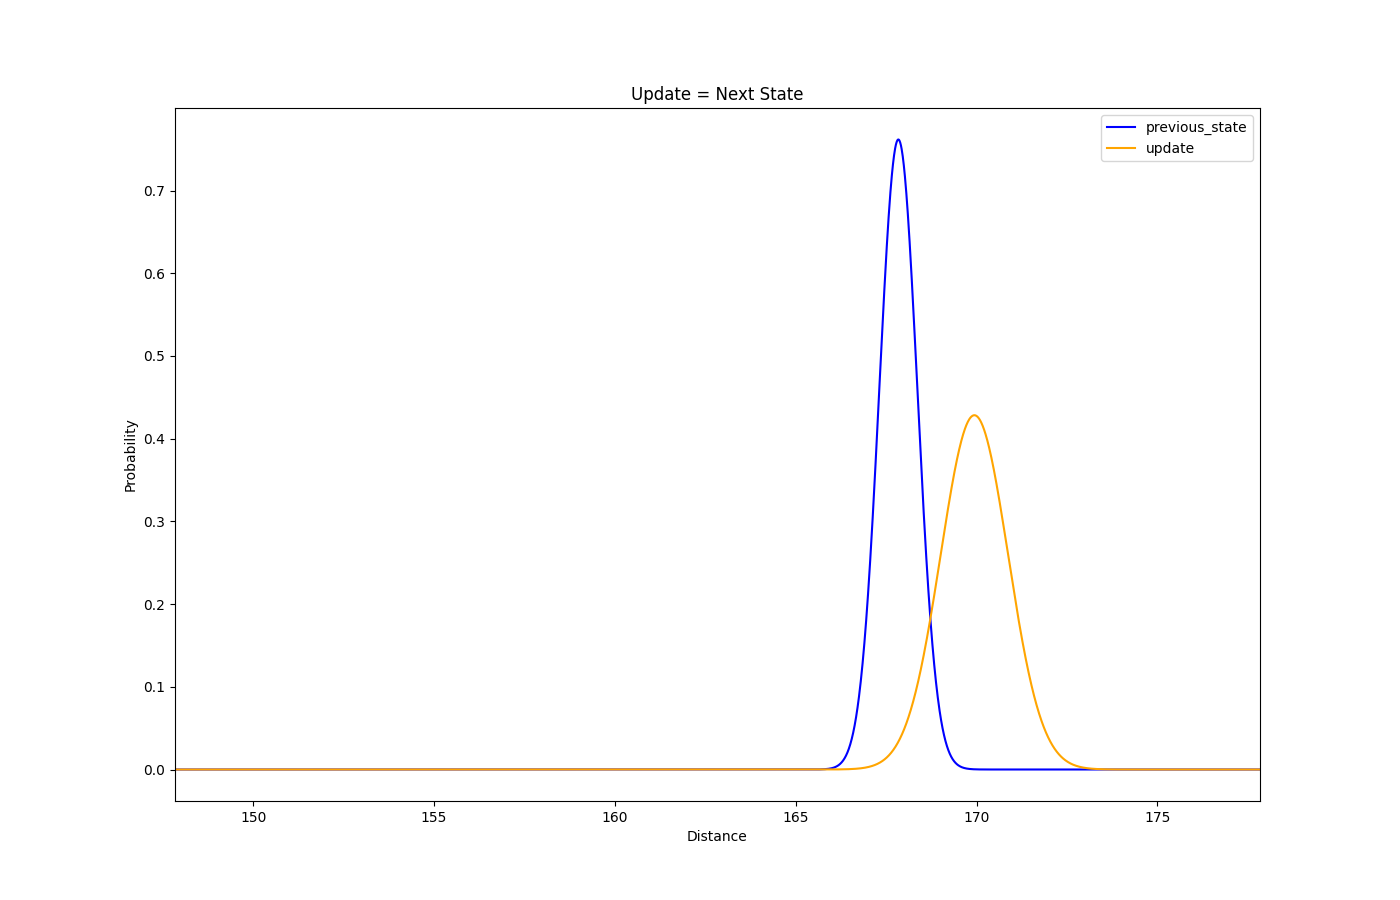 Update = Next State
previous_state
update
Probability
0.7
0.6
0.5
0.4
0.3
0.2
0.1
0.0
150 155 160 165 170 175
Distance